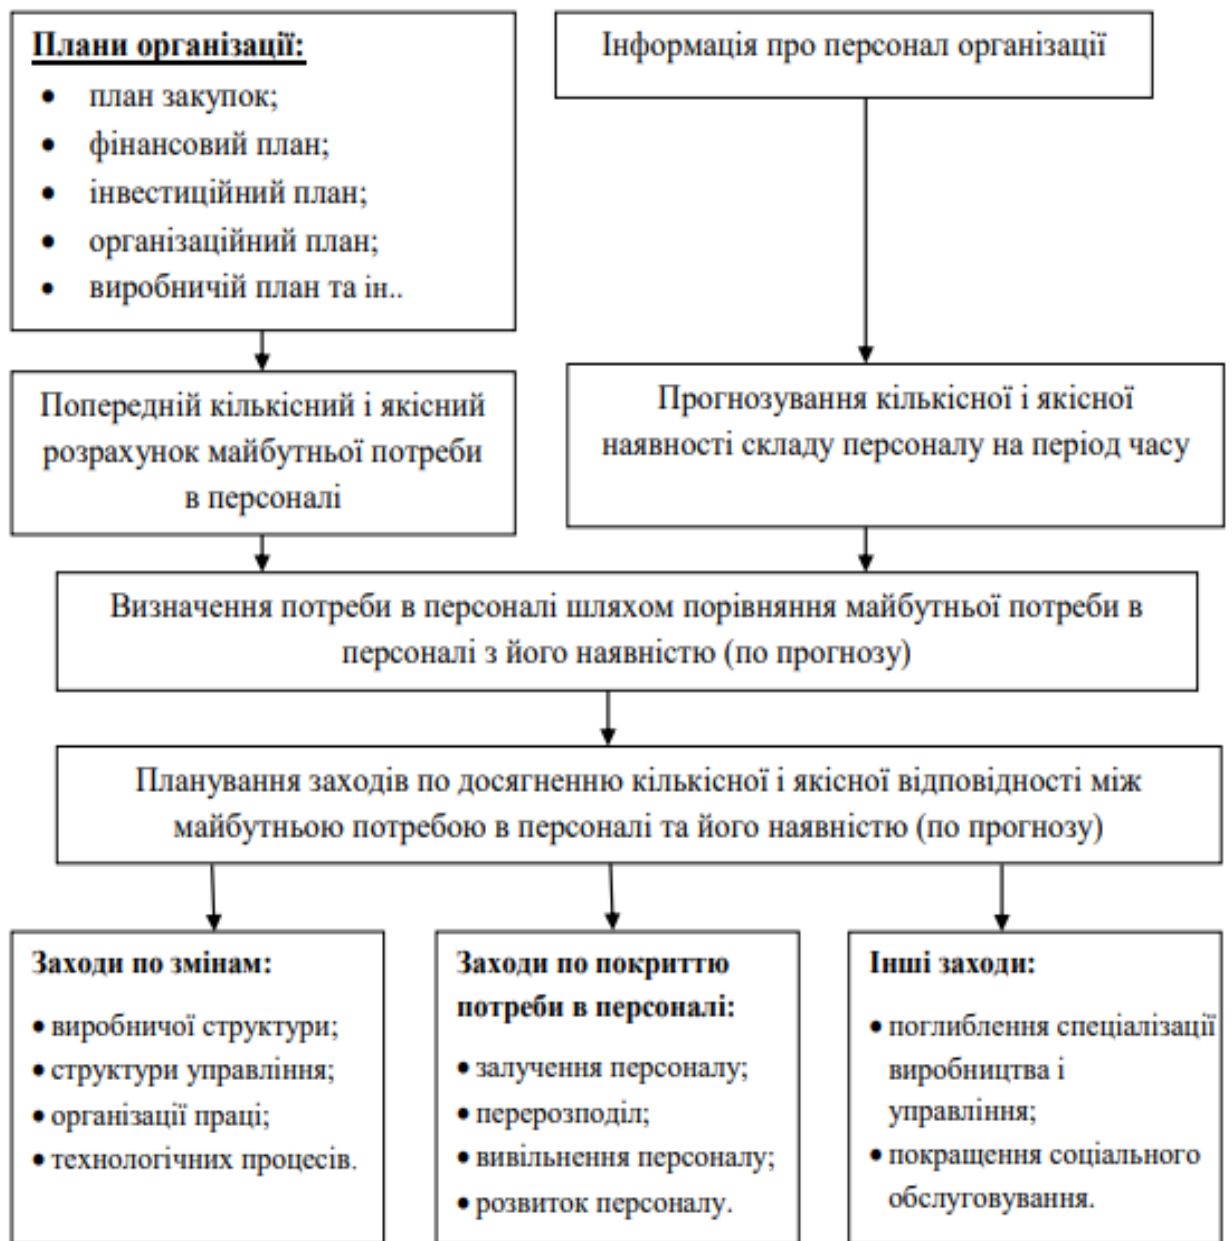 Плани організації:
• план закупок;
• фінансовий план;
• інвестиційний план;
• організаційний план;
• виробничій план та ін..
Інформація про персонал організації
Попередній кількісний і якісний
розрахунок майбутньої потреби
в персоналі
Прогнозування кількісної і якісної
наявності складу персоналу на період часу
Визначення потреби в персоналі шляхом порівняння майбутньої потреби в
персоналі з його наявністю (по прогнозу)
Планування заходів по досягненню кількісної і якісної відповідності між
майбутньою потребою в персоналі та його наявністю (по прогнозу)
Заходи по змінам:
• виробничої структури;
• структури управління;
• організації праці;
• технологічних процесів.
Заходи по покриттю
потреби в персоналі:
• залучення персоналу;
• перерозподіл;
• вивільнення персоналу;
• розвиток персоналу.
Інші заходи:
• поглиблення спеціалізації
виробництва і
управління;
• покращення соціального
обслуговування.